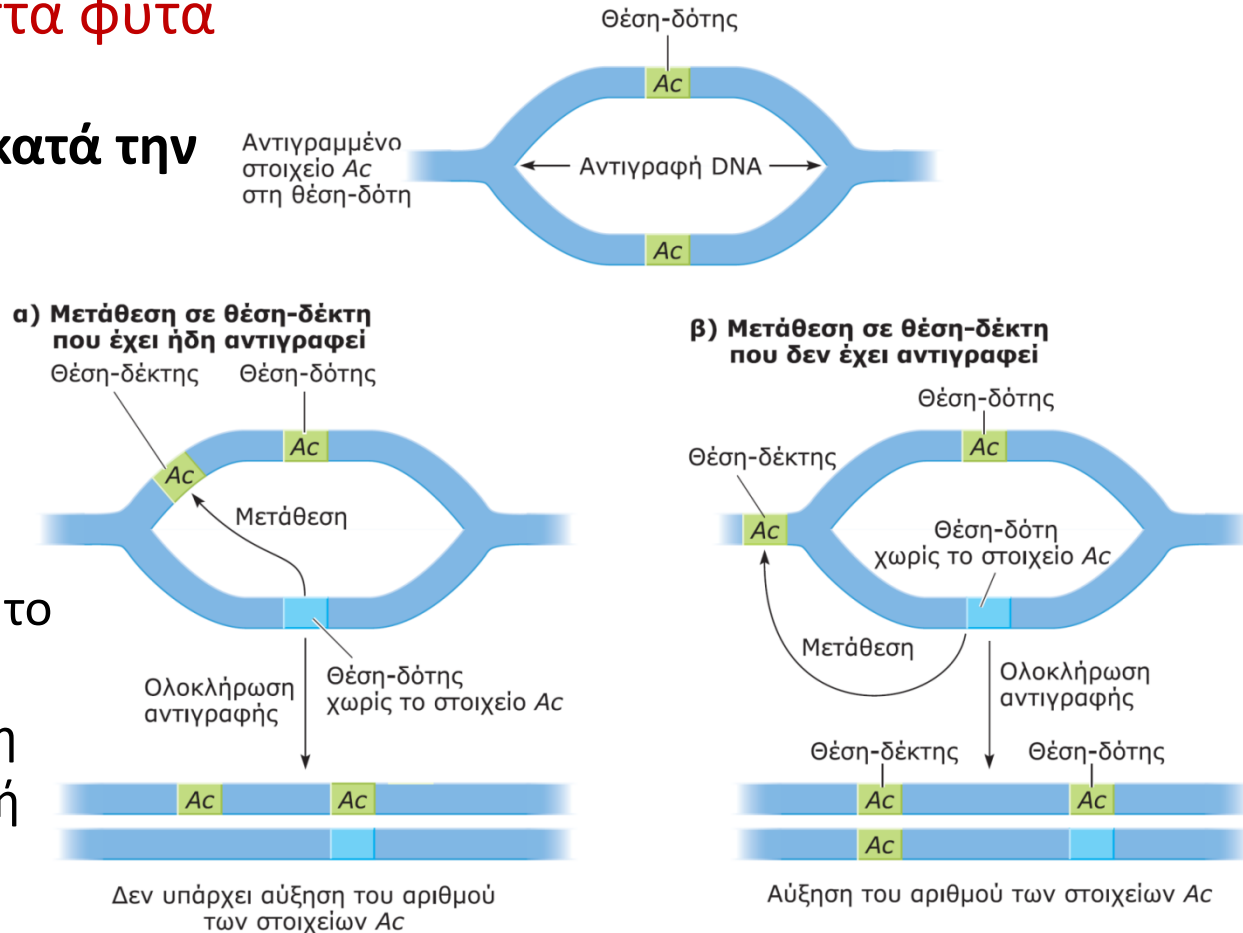 τα φυτα
κατά την
Θέση-δότης
Ac
Αντιγραμμένο
στοιχείο Ac
στη θέση-δότη
Αντιγραφή DNA
Ac
α) Μετάθεση σε θέση-δέκτη
που έχει ήδη αντιγραφεί
Θέση-δέκτης Θέση-δότης
Ac
Ac
Μετάθεση
το
Θέση-δότης
χωρίς το στοιχείο Ac
Ολοκλήρωση
αντιγραφής
η
ή
Ac Ac
Δεν υπάρχει αύξηση του αριθμού
των στοιχείων Ac
β) Μετάθεση σε θέση-δέκτη
που δεν έχει αντιγραφεί
Θέση-δότης
Ac
Θέση-δέκτης
Ac
Θέση-δότη
χωρίς το στοιχείο Ac
Μετάθεση
Ολοκλήρωση
αντιγραφής
Θέση-δέκτης Θέση-δότης
Ac Ac
Ac
Αύξηση του αριθμού των στοιχείων Ac